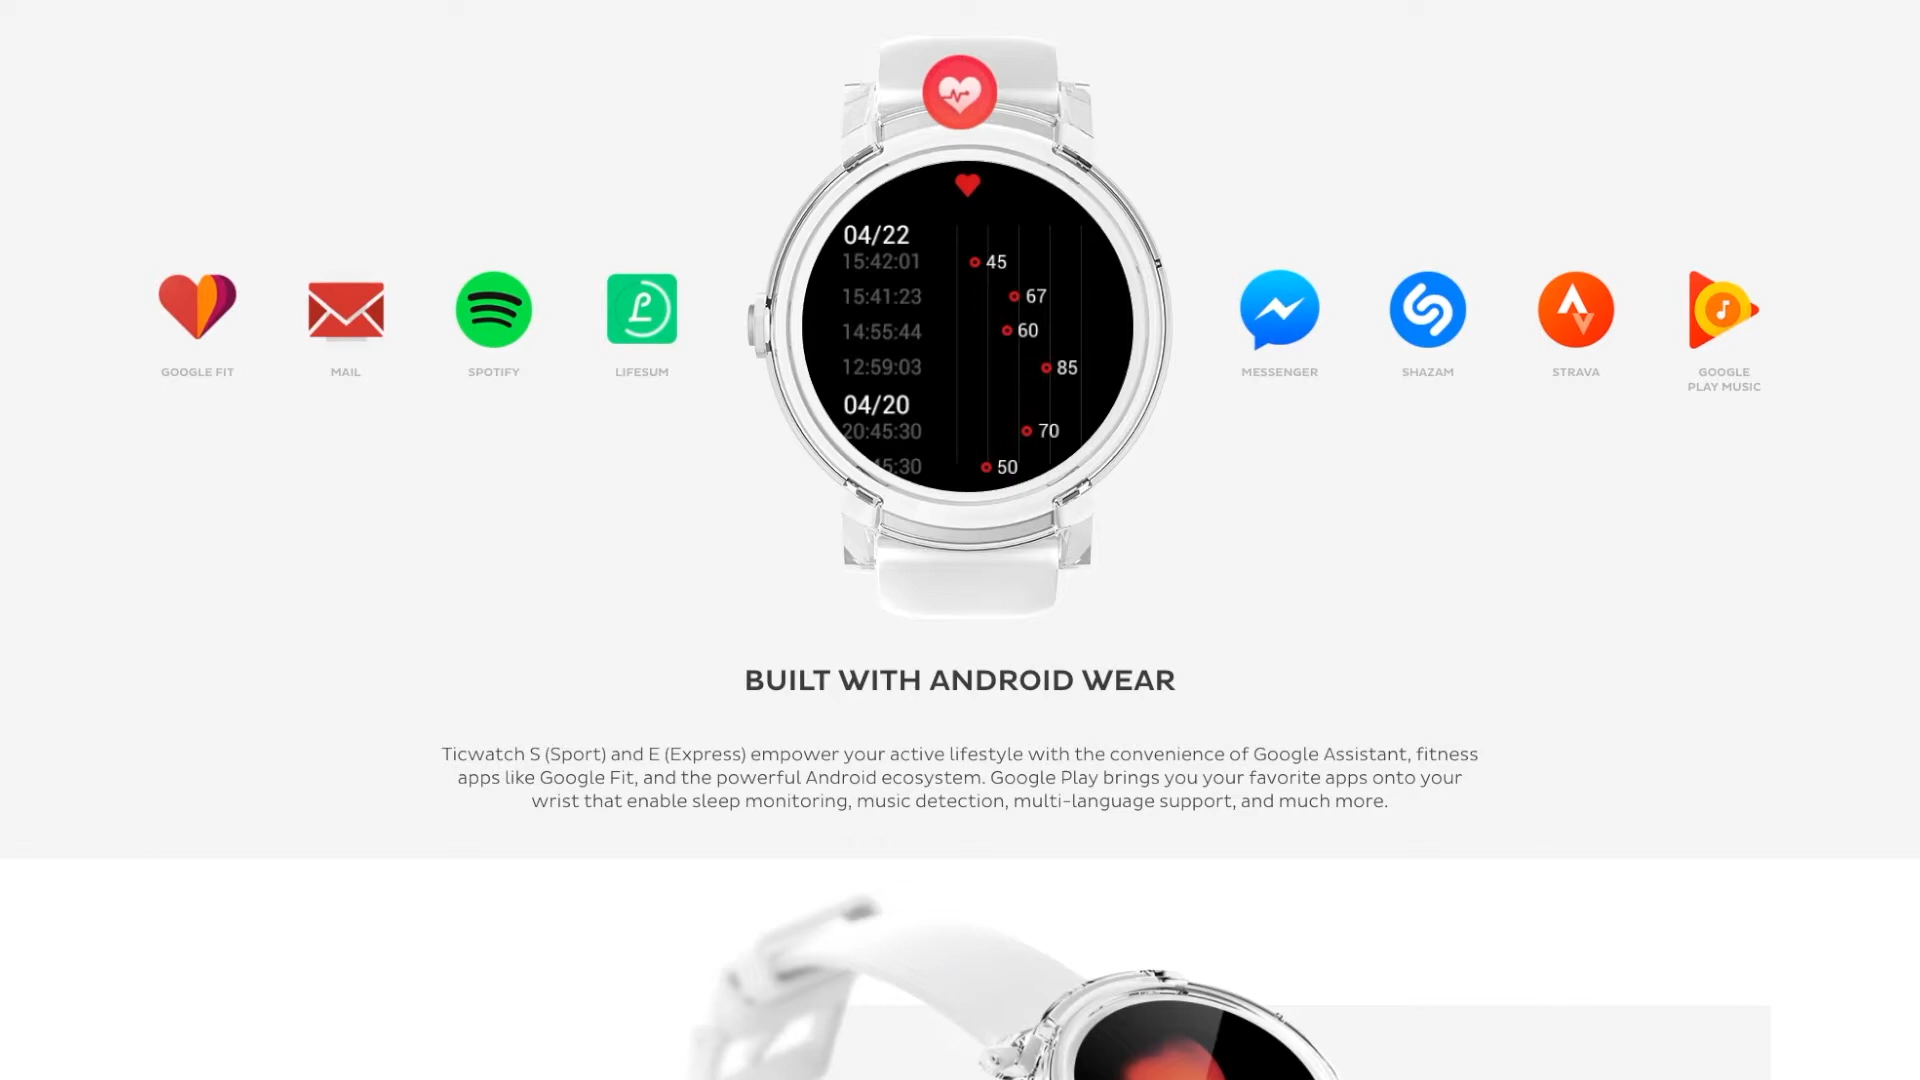 04/22
15:42:01 45
15:41:23 67
14:55:44 60
12:59:03 85
04/20
20:45:30 70
45:30 50
GOOGLE FIT
MAIL
SPOTIFY
LIFESUM
MESSENGER
SHAZAM
STRAVA
GOOGLE
PLAY MUSIC
BUILT WITH ANDROID WEAR
Ticwatch S (Sport) and E (Express) empower your active lifestyle with the convenience of Google Assistant, fitness
apps like Google Fit, and the powerful Android ecosystem. Google Play brings you your favorite apps onto your
wrist that enable sleep monitoring, music detection, multi-language support, and much more.